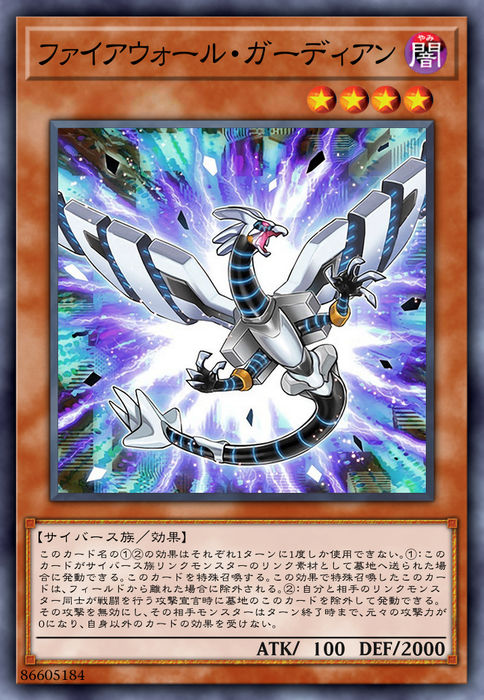 ファイアウォール・ガーディアン
やみ
闇
【サイバース族／効果】
このカード名の①②の効果はそれぞれ1ターンに1度しか使用できない。①：この
カードがサイバース族リンクモンスターのリンク素材として墓地へ送られた場
合に発動できる。このカードを特殊召喚する。この効果で特殊召喚したこのカー
ドは、フィールドから離れた場合に除外される。②：自分と相手のリンクモンス
ター同士が戦闘を行う攻撃宣言時に墓地のこのカードを除外して発動できる。
その攻撃を無効にし、その相手モンスターはターン終了時まで、元々の攻撃力が
0になり、自身以外のカードの効果を受けない。
ATK/ 100 DEF/2000
86605184